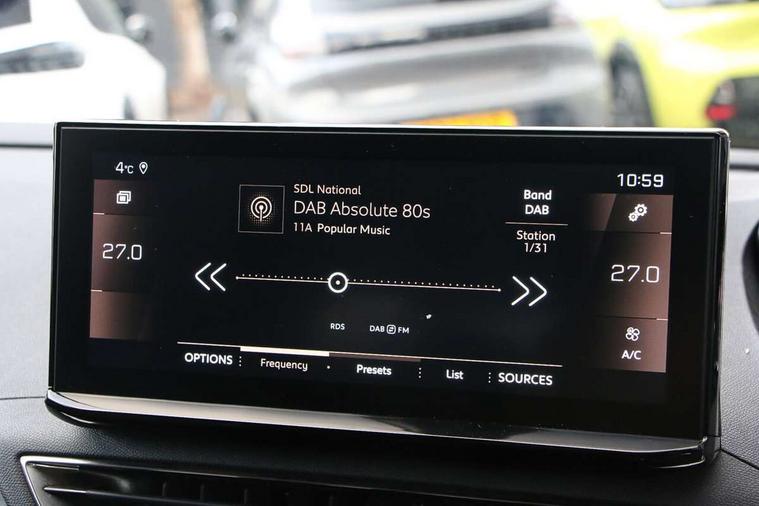 4°C
10:59
SDL National
DAB Absolute 80s
11A Popular Music
Band
DAB
Station
1/31
27.0
27.0
RDS
DAB FM
A/C
OPTIONS
Frequency
Presets
List
SOURCES